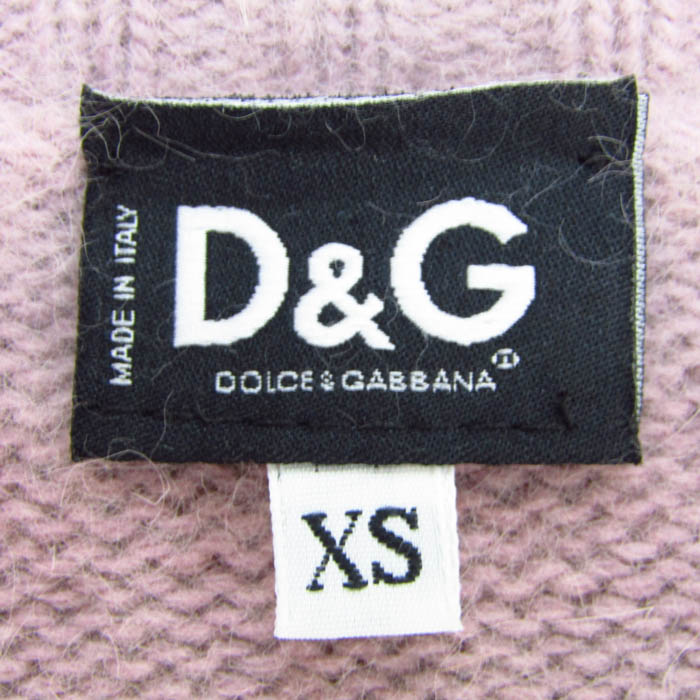 MADE IN ITALY
D&G
DOLCE & GABBANA
XS